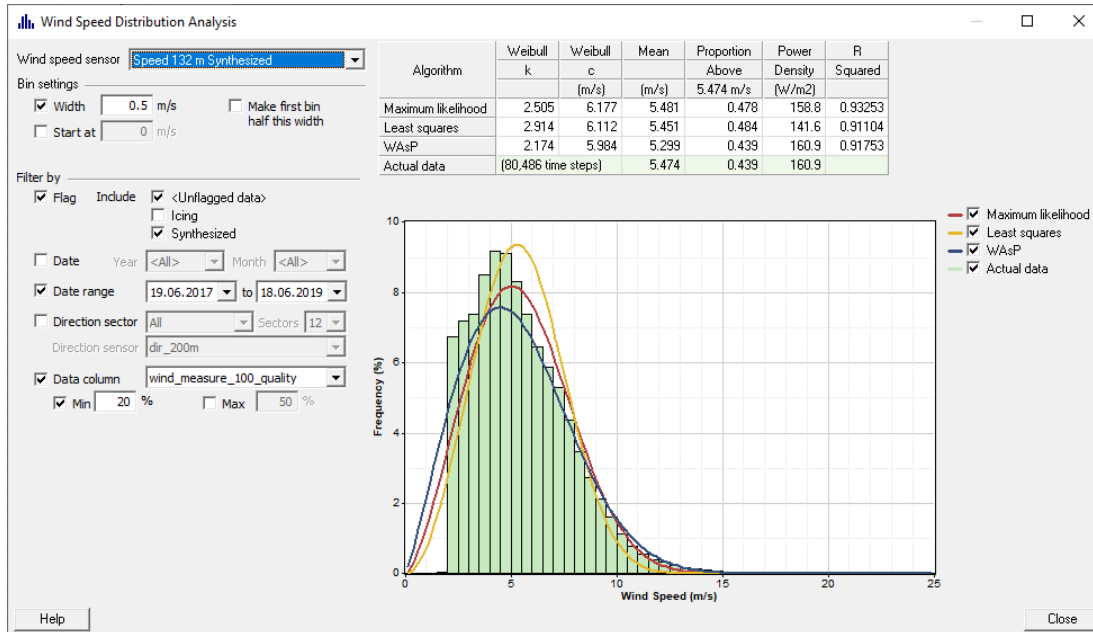 Wind Speed Distribution Analysis
Wind speed sensor Speed 132 m Synthesized
Bin settings
Width 0.5 m/s Make first bin
half this width
Start at 0 m/s
Filter by
Flag Include <Unflagged data>
Icing
Synthesized
Date Year <All> Month <All>
Date range 19.06.2017 to 18.06.2019
Direction sector All Sectors 12
Direction sensor dir_200m
Data column wind_measure_100_quality
Min 20 % Max 50 %
Algorithm Weibull Weibull Mean Proportion Power R
k c Above Density Squared
(m/s) (m/s) 5.474 m/s (W/m2)
Maximum likelihood 2.505 6.177 5.481 0.478 158.8 0.93253
Least squares 2.914 6.112 5.451 0.484 141.6 0.91104
WAsP 2.174 5.984 5.299 0.439 160.9 0.91753
Actual data (80,486 time steps) 5.474 0.439 160.9
Maximum likelihood
Least squares
WAsP
Actual data
Frequency (%)
10
8
6
4
2
0
0 5 10 15 20 25
Wind Speed (m/s)
Help
Close